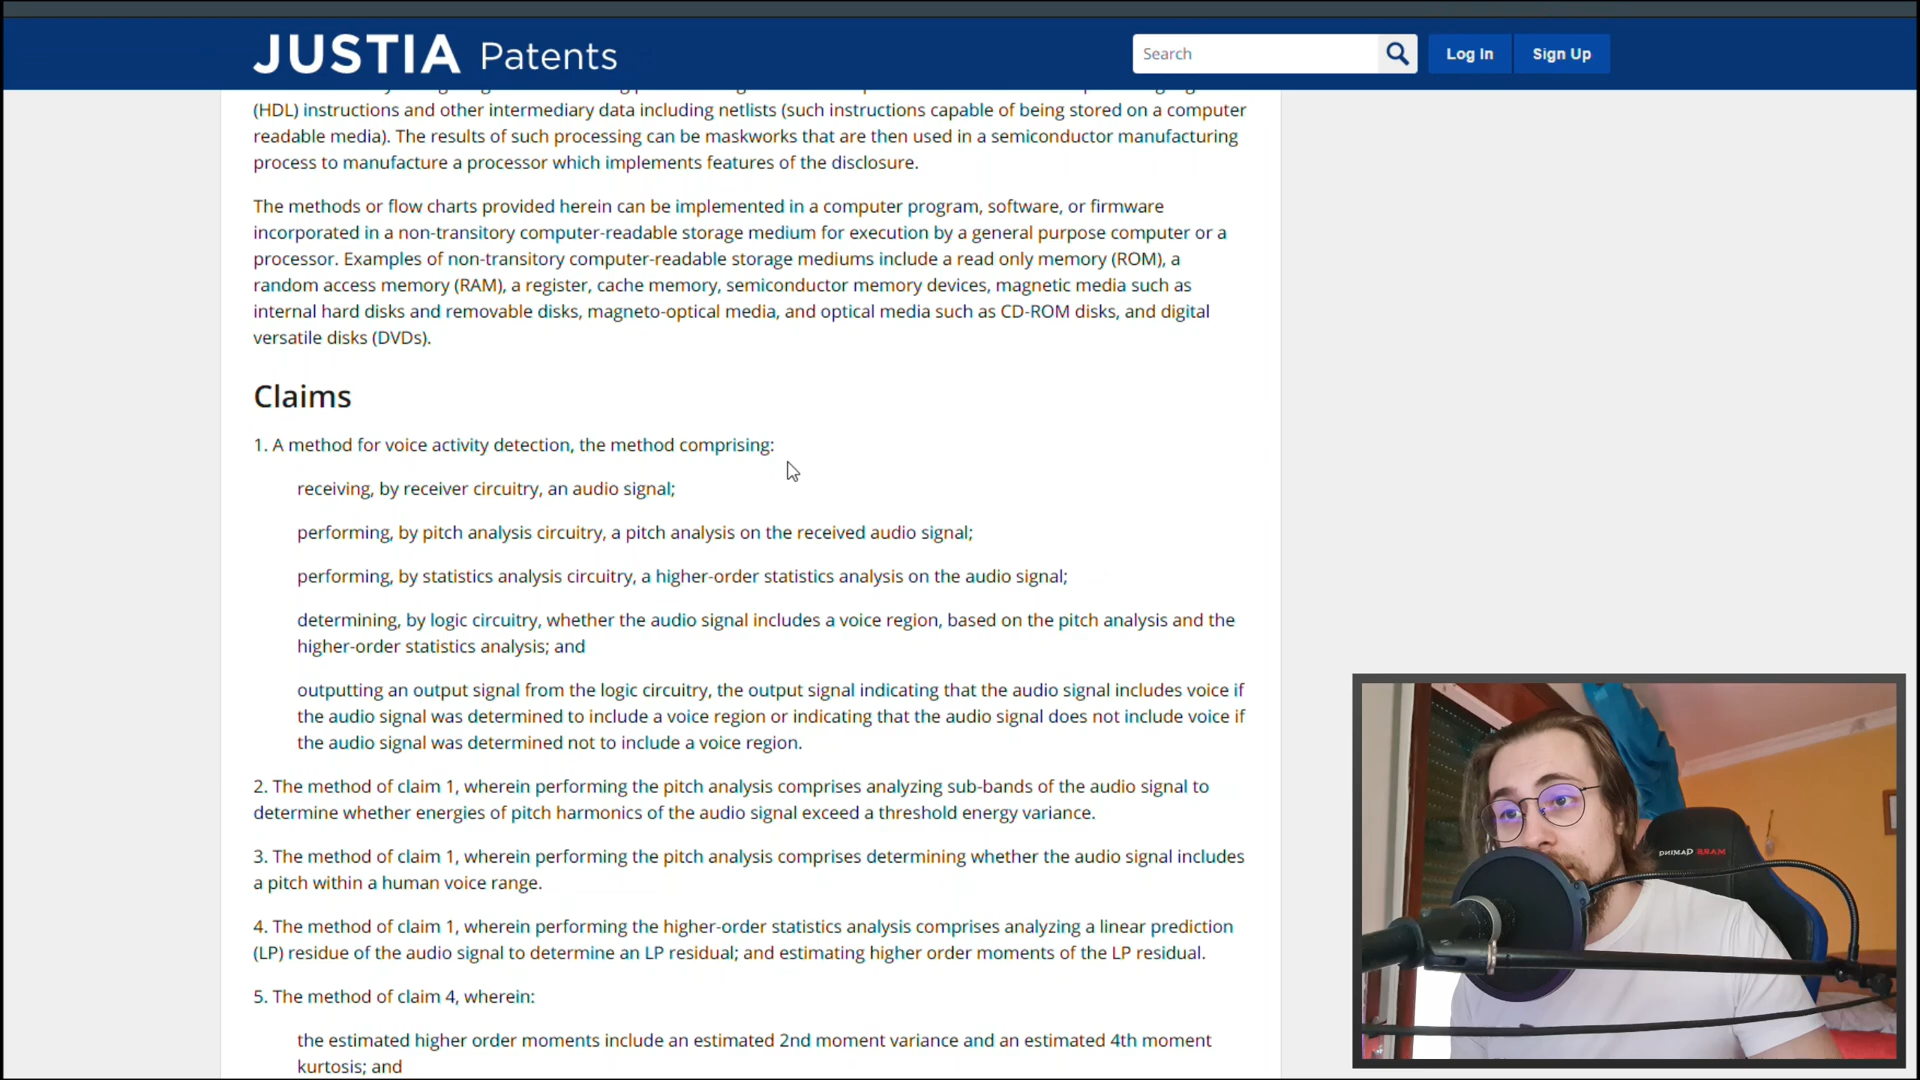 JUSTIA Patents
Search
Log In
Sign Up
(HDL) instructions and other intermediary data including netlists (such instructions capable of being stored on a computer
readable media). The results of such processing can be maskworks that are then used in a semiconductor manufacturing
process to manufacture a processor which implements features of the disclosure.
The methods or flow charts provided herein can be implemented in a computer program, software, or firmware
incorporated in a non-transitory computer-readable storage medium for execution by a general purpose computer or a
processor. Examples of non-transitory computer-readable storage mediums include a read only memory (ROM), a
random access memory (RAM), a register, cache memory, semiconductor memory devices, magnetic media such as
internal hard disks and removable disks, magneto-optical media, and optical media such as CD-ROM disks, and digital
versatile disks (DVDs).
Claims
1. A method for voice activity detection, the method comprising:
receiving, by receiver circuitry, an audio signal;
performing, by pitch analysis circuitry, a pitch analysis on the received audio signal;
performing, by statistics analysis circuitry, a higher-order statistics analysis on the audio signal;
determining, by logic circuitry, whether the audio signal includes a voice region, based on the pitch analysis and the
higher-order statistics analysis; and
outputting an output signal from the logic circuitry, the output signal indicating that the audio signal includes voice if
the audio signal was determined to include a voice region or indicating that the audio signal does not include voice if
the audio signal was determined not to include a voice region.
2. The method of claim 1, wherein performing the pitch analysis comprises analyzing sub-bands of the audio signal to
determine whether energies of pitch harmonics of the audio signal exceed a threshold energy variance.
3. The method of claim 1, wherein performing the pitch analysis comprises determining whether the audio signal includes
a pitch within a human voice range.
4. The method of claim 1, wherein performing the higher-order statistics analysis comprises analyzing a linear prediction
(LP) residue of the audio signal to determine an LP residual; and estimating higher order moments of the LP residual.
5. The method of claim 4, wherein:
the estimated higher order moments include an estimated 2nd moment variance and an estimated 4th moment
kurtosis; and
MARS GAMING